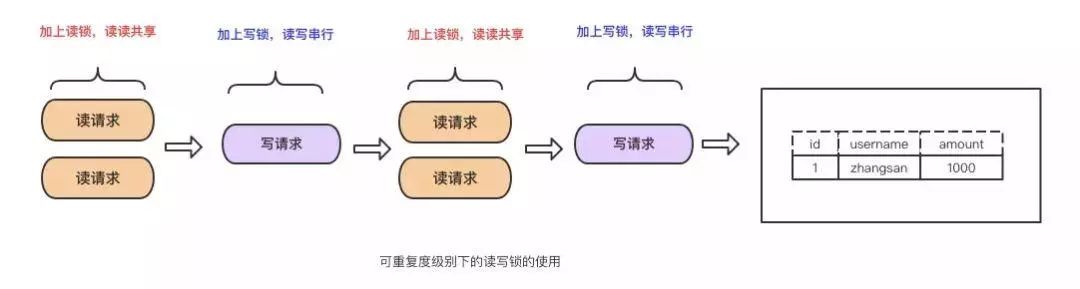 加上读锁，读读共享
加上写锁，读写串行
加上读锁，读读共享
加上写锁，读写串行
读请求
读请求
写请求
读请求
读请求
写请求
id username amount
1 zhangsan 1000
可重复度级别下的读写锁的使用